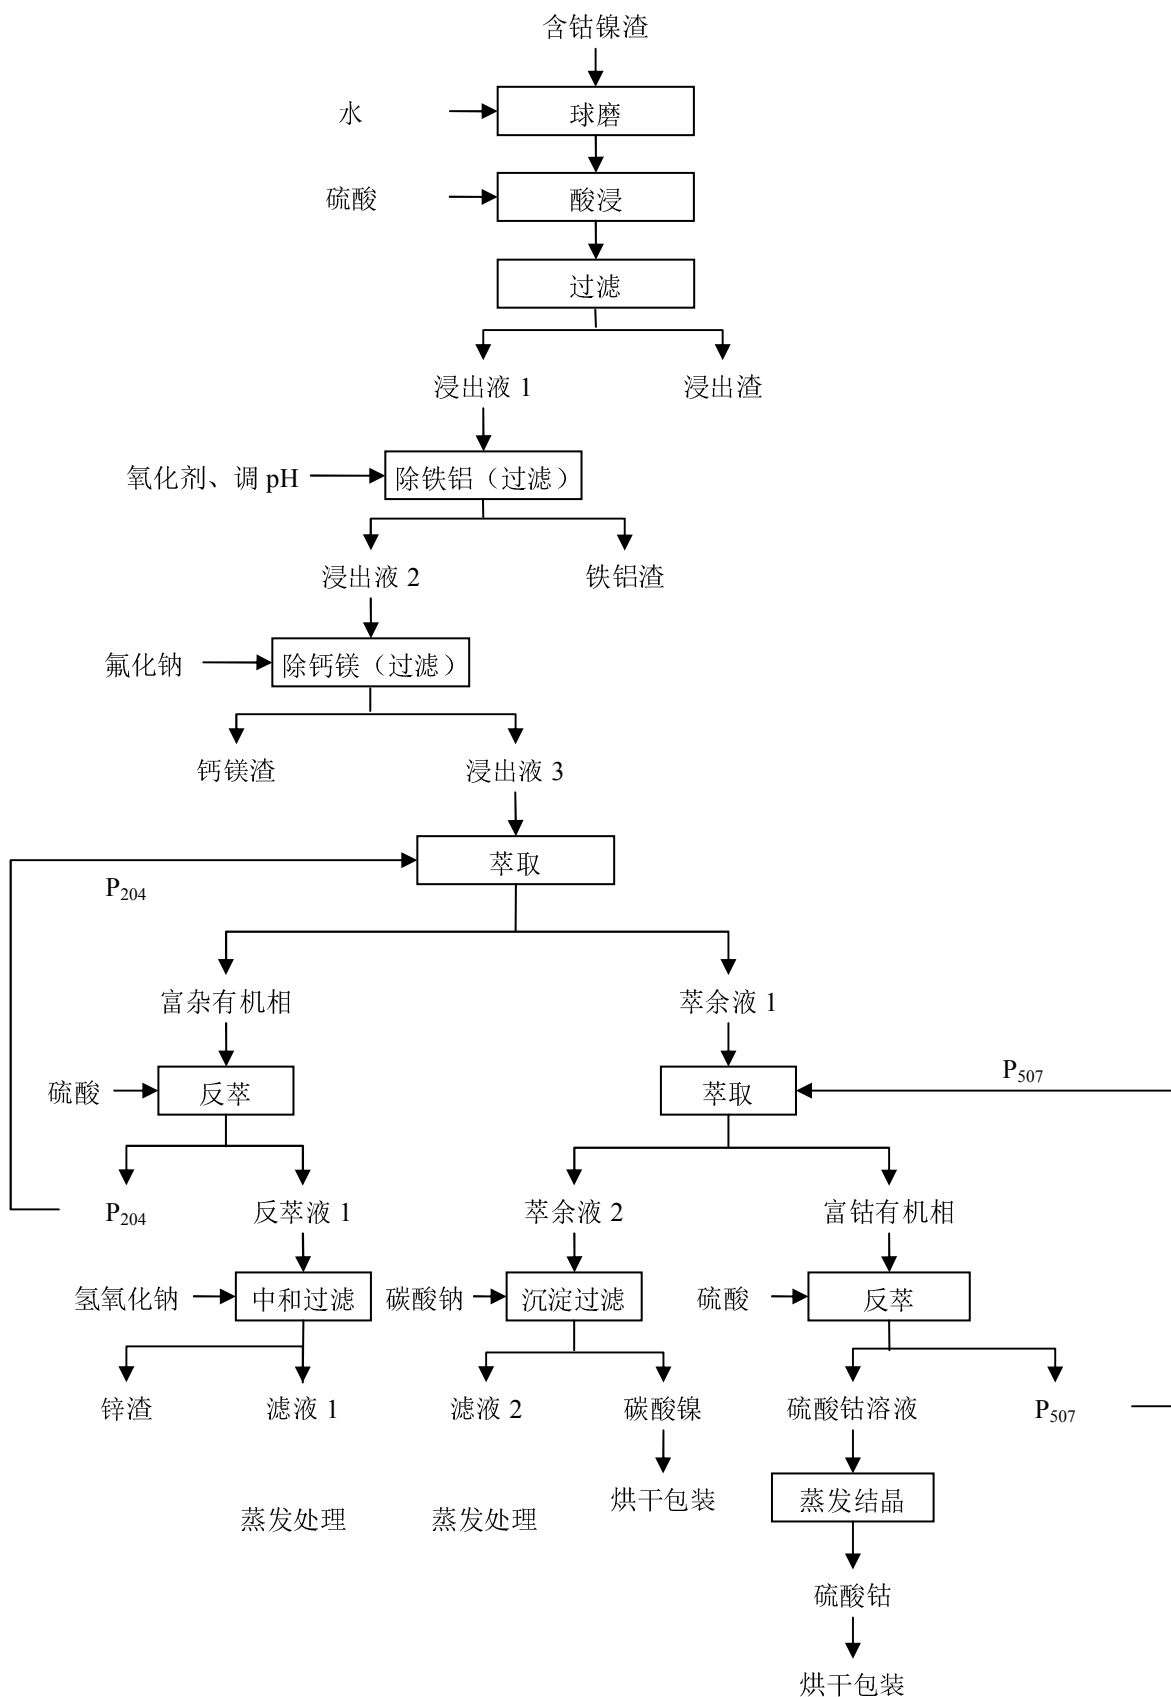 含钴镍渣
水
球磨
硫酸
酸浸
过滤
浸出液 1
浸出渣
氧化剂、调 pH
除铁铝（过滤）
浸出液 2
铁铝渣
氟化钠
除钙镁（过滤）
钙镁渣
浸出液 3
萃取
P204
富杂有机相
萃余液 1
P507
硫酸
反萃
萃取
P204
反萃液 1
萃余液 2
富钴有机相
氢氧化钠
中和过滤
碳酸钠
沉淀过滤
硫酸
反萃
锌渣
滤液 1
滤液 2
碳酸镍
硫酸钴溶液
P507
蒸发处理
蒸发处理
烘干包装
蒸发结晶
硫酸钴
烘干包装